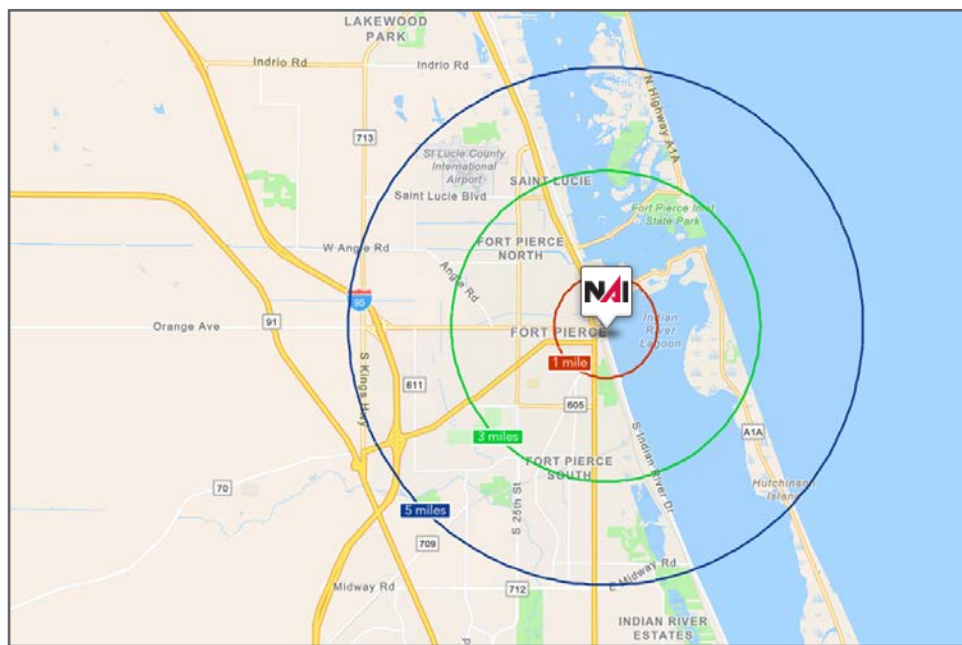 LAKEWOOD
PARK
Indrio Rd
Indrio Rd
N Highway A1A
713
St Lucie County
International
Airport
SAINT LUCIE
Saint Lucie Blvd
Fort Pierce Inlet
State Park
W Angle Rd
FORT PIERCE
NORTH
Angle Rd
NAI
95
Indian
River
Lagoon
91
Orange Ave
FORT PIERCE
S Kings Hwy
1 mile
611
605
3 miles
A1A
S Indian River Dr
FORT PIERCE
SOUTH
Hutchinson
Island
70
S 25th St
5 miles
709
Midway Rd
712
E Midway Rd
INDIAN RIVER
ESTATES
P